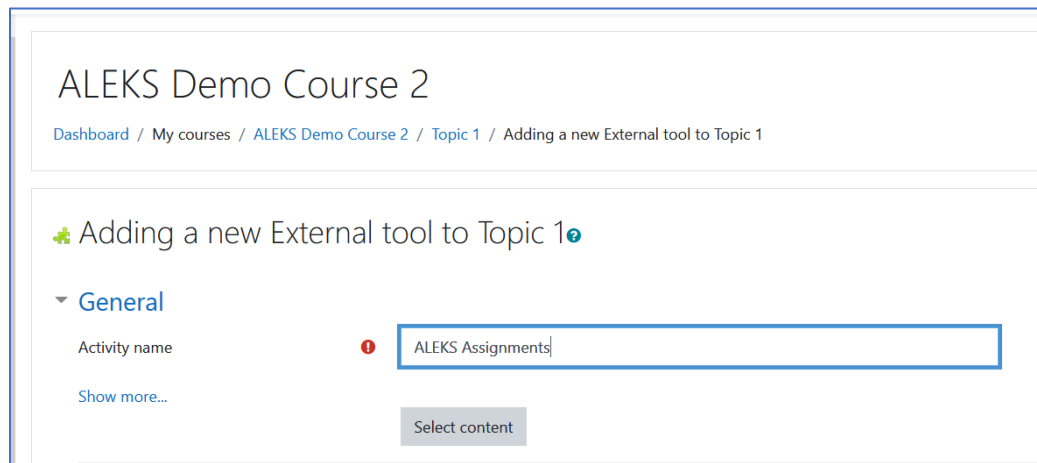 ALEKS Demo Course 2
Dashboard / My courses / ALEKS Demo Course 2 / Topic 1 / Adding a new External tool to Topic 1
Adding a new External tool to Topic 1
General
Activity name
ALEKS Assignments
Show more...
Select content